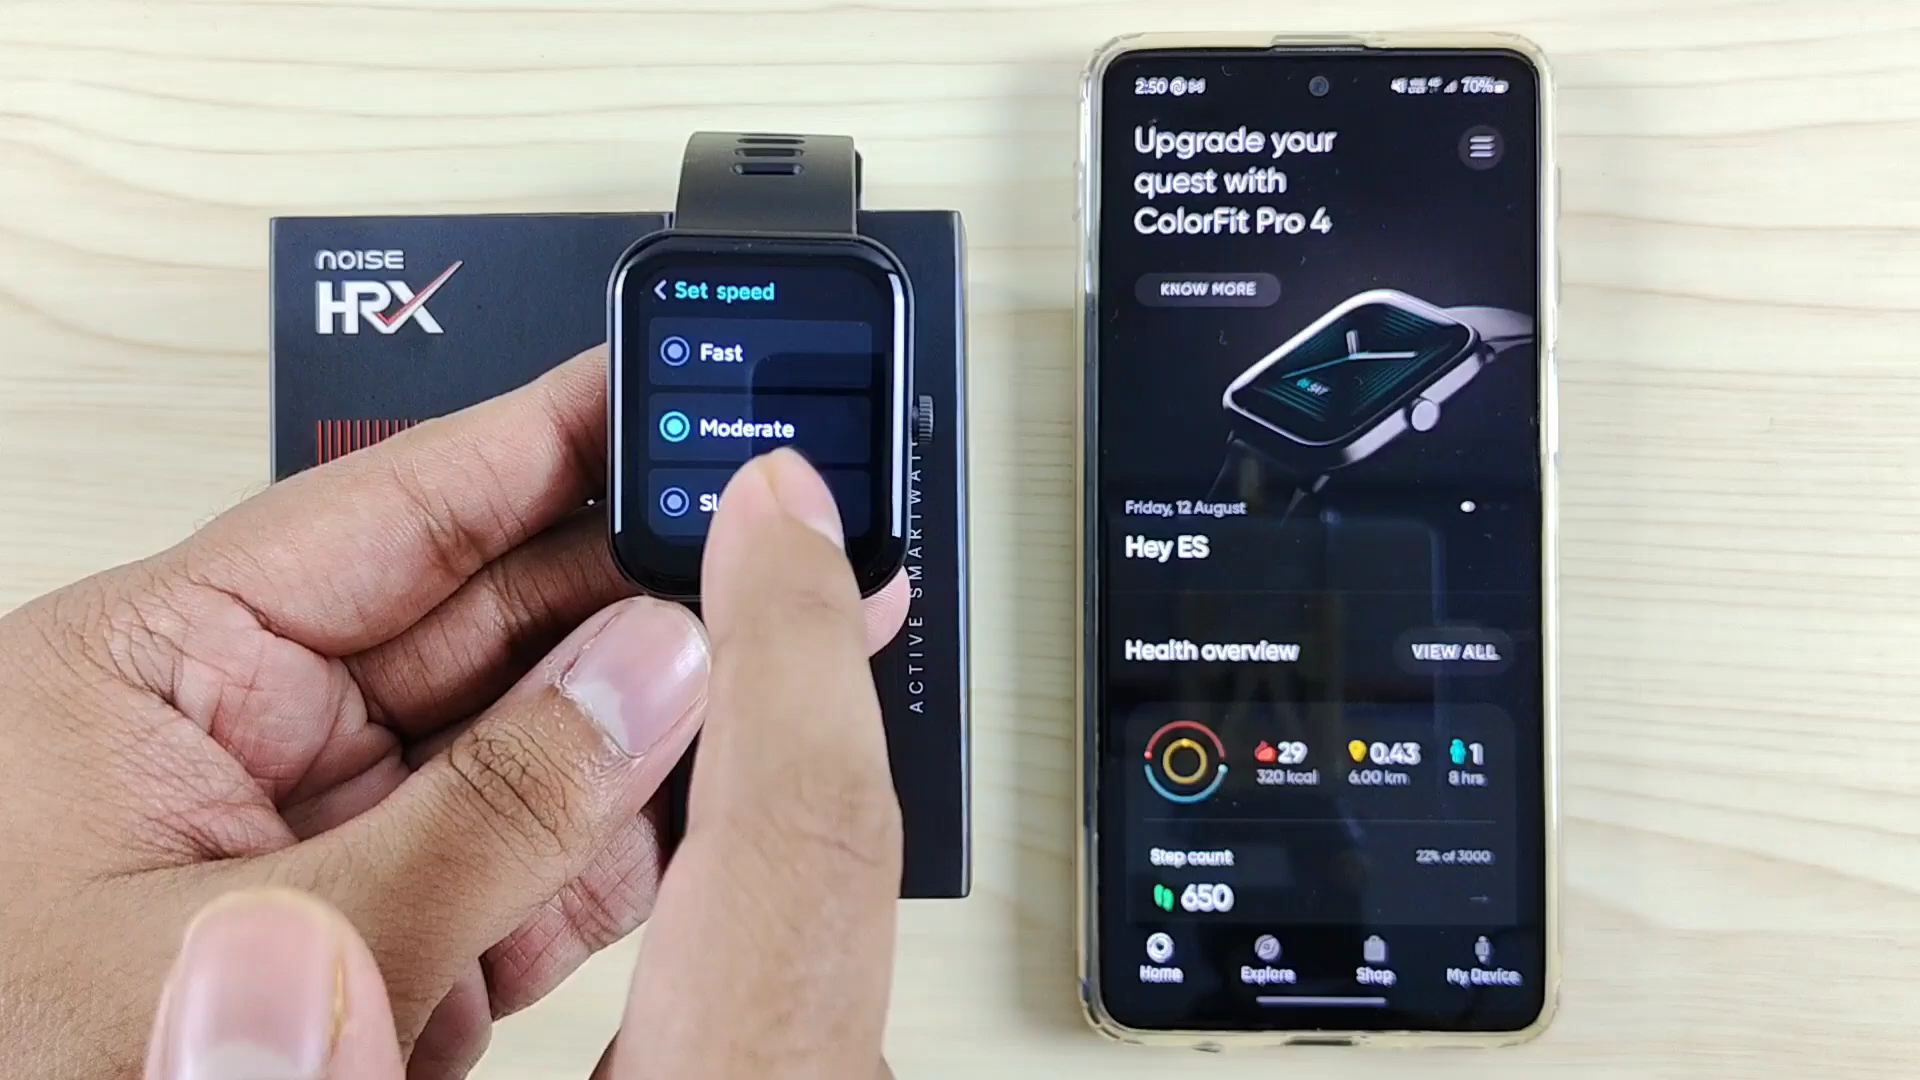 NOISE
HRX
ACTIVE SMARTWAT
Set speed
Fast
Moderate
2:50
70%
Upgrade your
quest with
ColorFit Pro 4
KNOW MORE
Friday, 12 August
Hey ES
Health overview
VIEW ALL
29
0.43
1
320 kcal
6.00 km
8 hrs
Step count
22% of 3000
650
Home
Explore
Shop
My Device